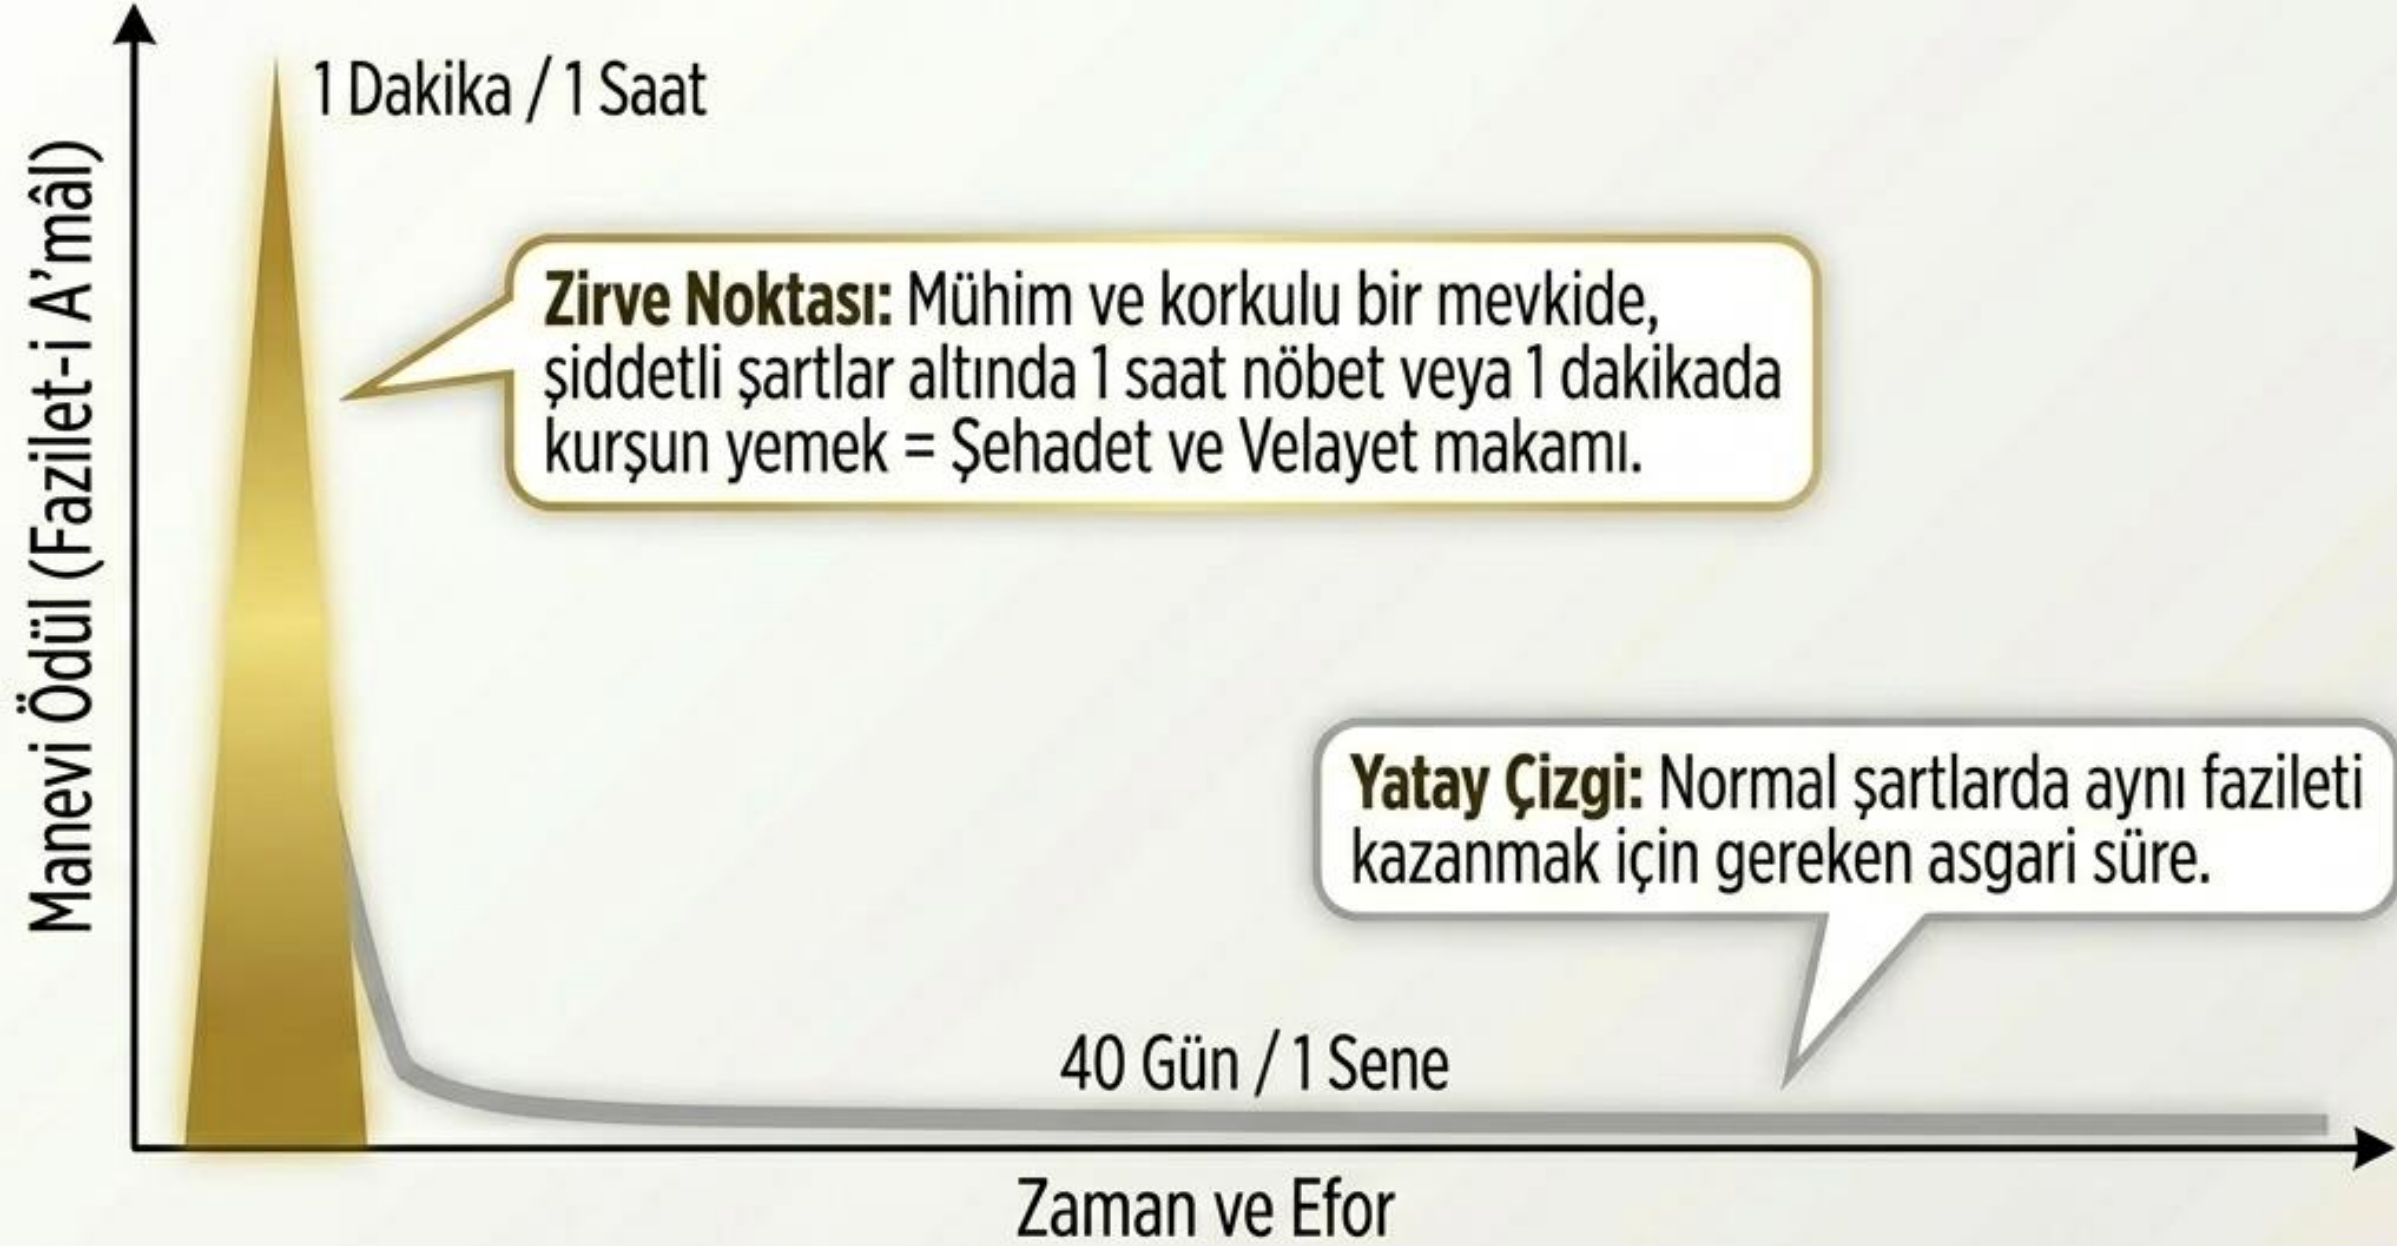 1 Dakika / 1 Saat
Manevi Ödül (Fazilet-i A'mâl)
Zirve Noktası: Mühim ve korkulu bir mevkide,
şiddetli şartlar altında 1 saat nöbet veya 1 dakikada
kurşun yemek = Şehadet ve Velayet makamı.
Yatay Çizgi: Normal şartlarda aynı fazileti
kazanmak için gereken asgari süre.
40 Gün / 1 Sene
Zaman ve Efor